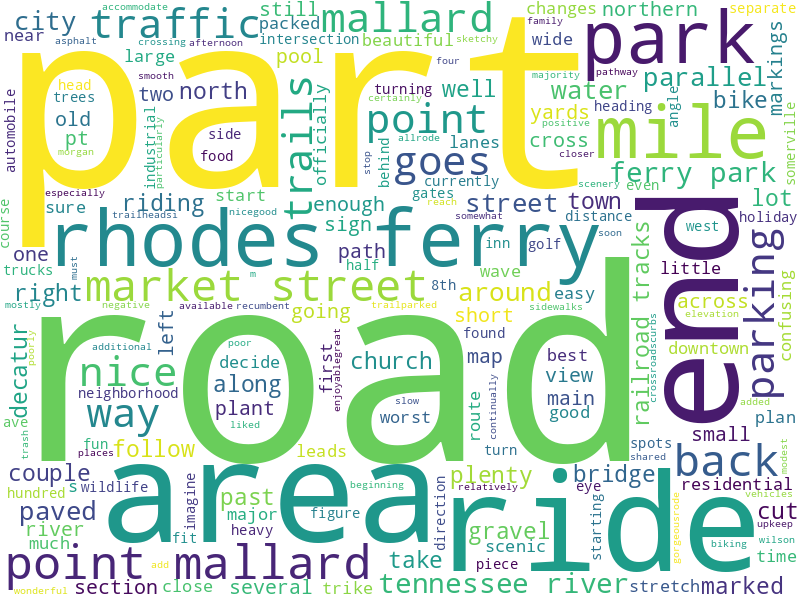 accommodate
changes
northern
separate
city
traffic
mallard
still
packed
automobile
crossing
afternoon
family
sketchy
near
intersection
beautiful
wide
park
asphalt
smooth
four
majority
pathway
large
part
pool
parallel
markings
head
trees
old
pt
morgan
two
north
trails
officially
point
turning
certainly
well
water
bike
angle
positive
heading
somerville
industrial
particularly
side
food
stop
behind
allrode
goes
lanes
currently
yards
cross
mile
closer
scenery
even
ferry park
especially
riding
start
enough
gates
reach
street
town
distance
lot
course
sure
trailheadsi
nicegood
sign
somewhat
inn
golf
soon
west
holiday
one
trucks
must
rhodes ferry
path
half
wave
railroad tracks
little
end
parking
confusing
right
market street
m
8th
around
easy
across
mostly
negative
available
recumbent
going
trailparked
short
found
sidewalks
elevation
decatur
poorly
left
additional
poor
first
enjoyablegreat
church
map
best
view
downtown
crossroadscurbs
added
nice
decide
along
neighborhood
plant
slow
continually
main
good
plan
ave
way
liked
worst
route
road
small
trash
fun
places
follow
leads
turn
spots
shared
modest
couple
area
beginning
plenty
relatively
bridge
back
residential
hundred
s
wildlife
imagine
past
direction
ride
eye
starting
gorgeousrode
vehicles
paved
river
much
major
heavy
figure
gravel
scenic
cut
upkeep
fit
piece
biking
wilson
time
point mallard
add
take
section
close
several
trike
tennessee river
stretch
marked
wonderful